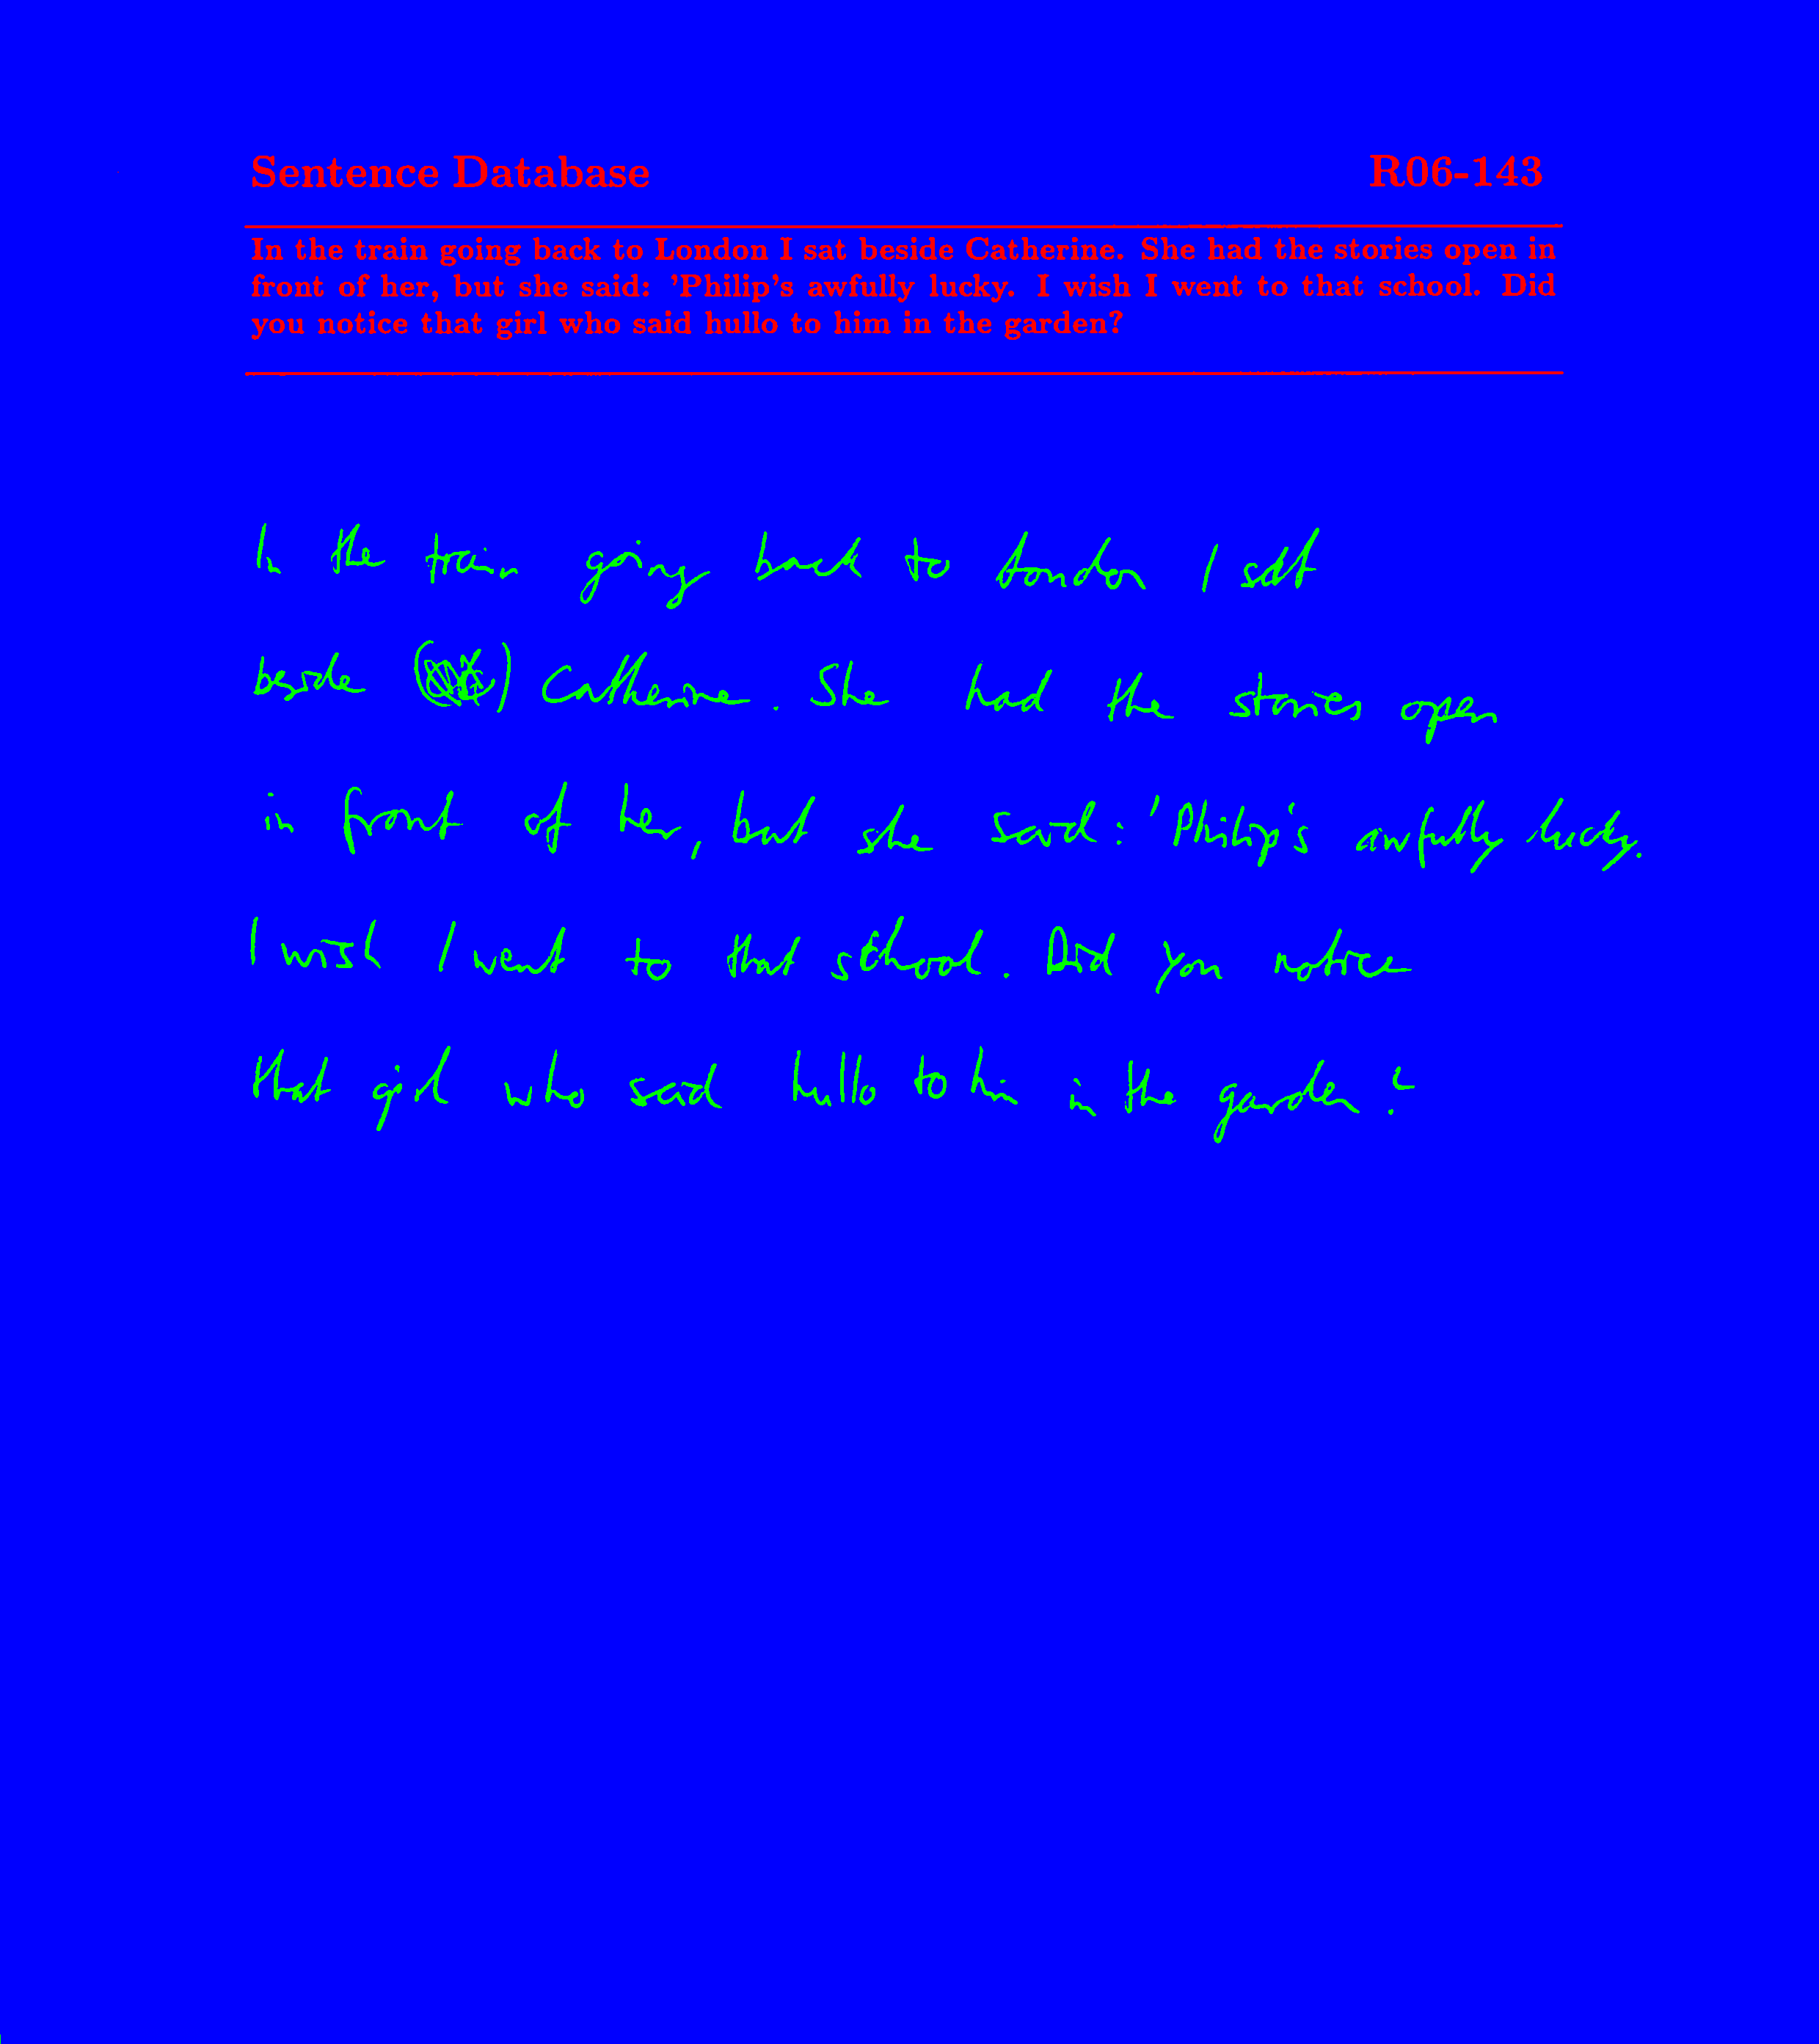 Sentence Database R06-143
In the train going back to London I sat beside Catherine. She had the stories open in
front of her, but she said: 'Philip's awfully lucky. I wish I went to that school. Did
you notice that girl who said hullo to him in the garden?
In the train going back to London I sat
beside ( ) Catherine. She had the stories open
in front of her, but she said: 'Philip's awfully lucky.
I wish I went to that school. Did you notice
that girl who said hullo to him in the garden?